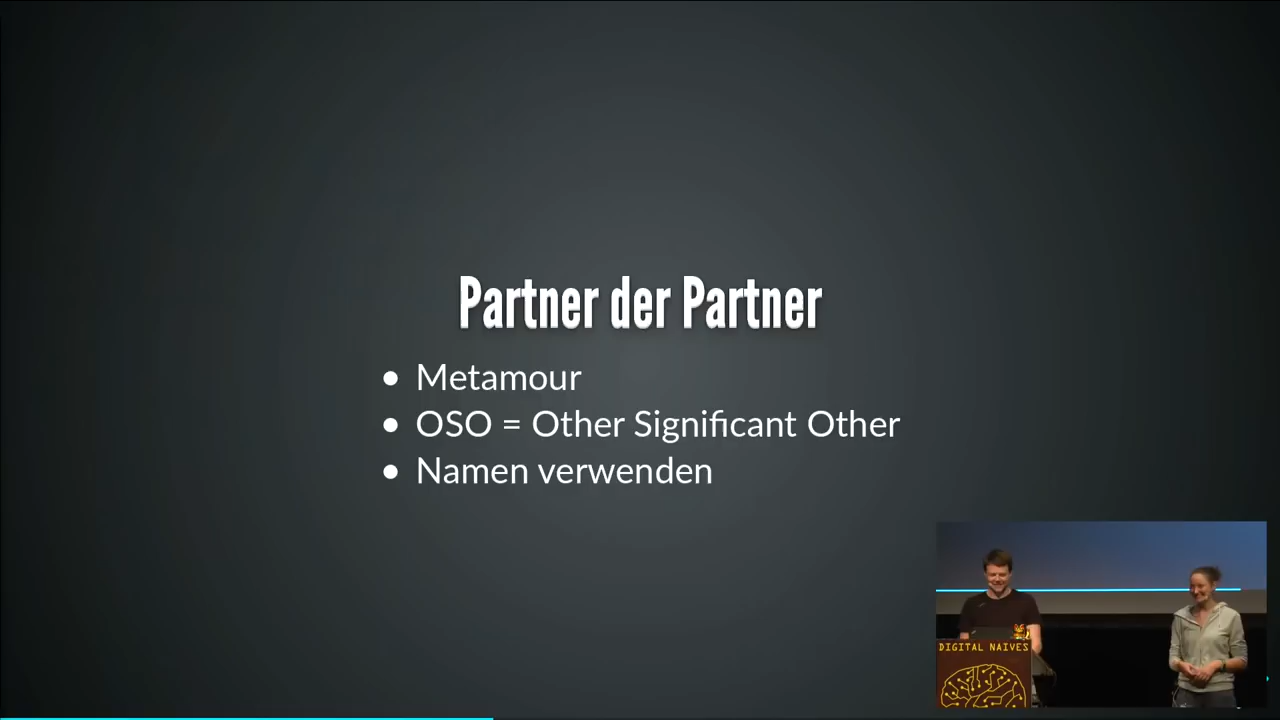 Partner der Partner
Metamour
OSO = Other Significant Other
Namen verwenden
DIGITAL NAIVES